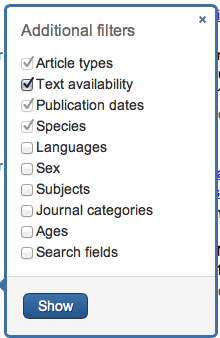 Additional filters
Article types
Text availability
Publication dates
Species
Languages
Sex
Subjects
Journal categories
Ages
Search fields
Show